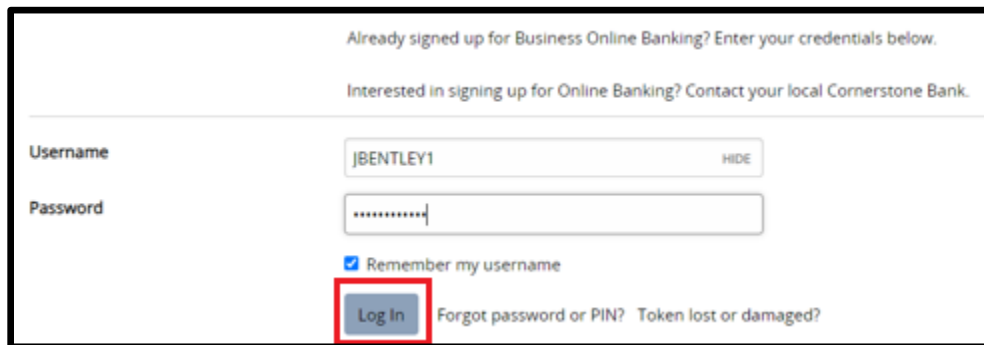 Already signed up for Business Online Banking? Enter your credentials below.
Interested in signing up for Online Banking? Contact your local Cornerstone Bank.
Username JBENTLEY1 HIDE
Password ••••••••••••
Remember my username
Log In Forgot password or PIN? Token lost or damaged?